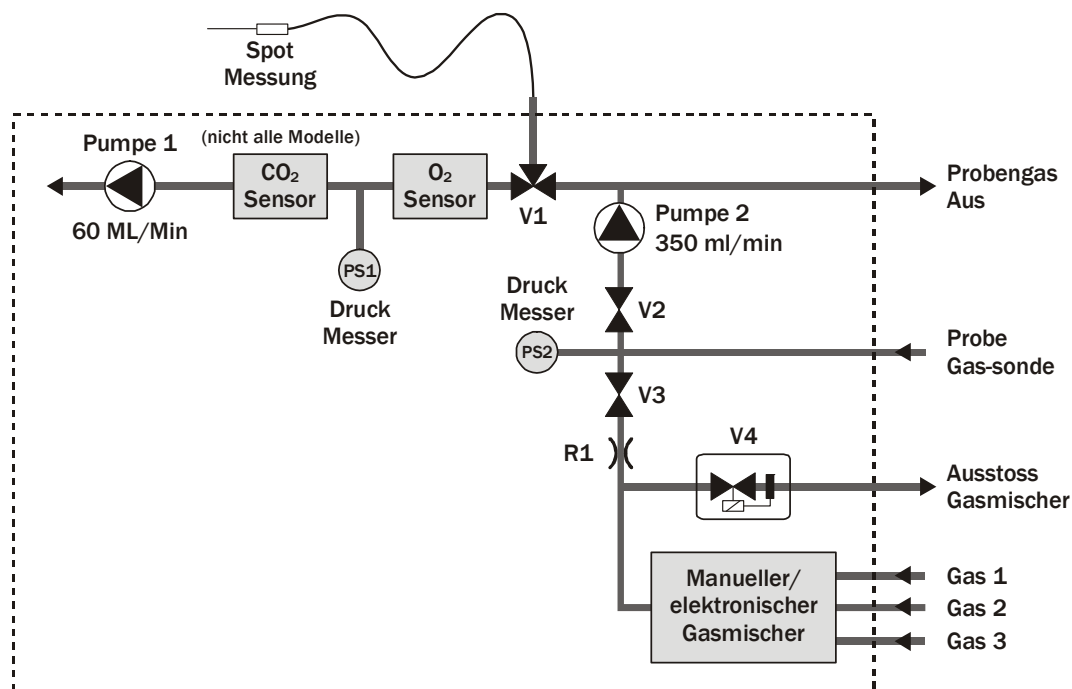 Spot
Messung
Pumpe 1
(nicht alle Modelle)
CO₂
Sensor
O₂
Sensor
60 ML/Min
V1
Probengas
Aus
Pumpe 2
350 ml/min
PS1
Druck
Messer
Druck
Messer
V2
PS2
Probe
Gas-sonde
V3
R1
V4
Ausstoss
Gasmischer
Manueller/
elektronischer
Gasmischer
Gas 1
Gas 2
Gas 3